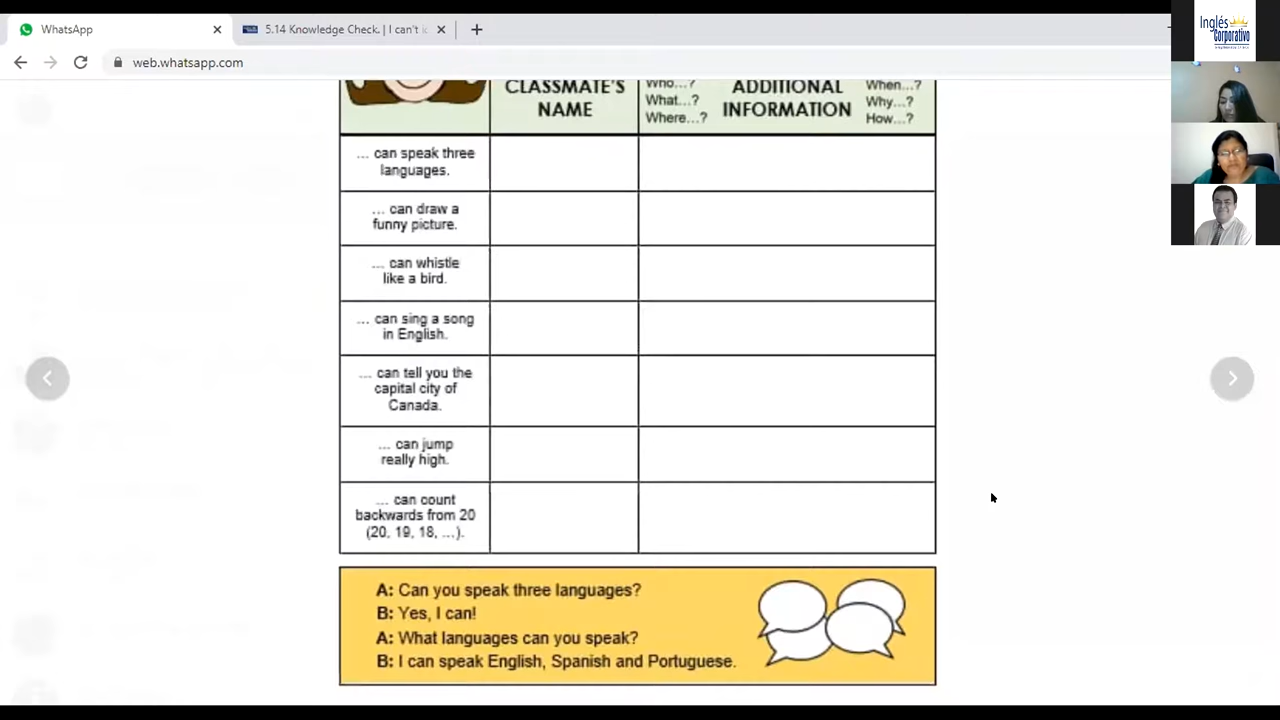 WhatsApp
5.14 Knowledge Check. | I can't i
web.whatsapp.com
Inglés
Corporativo
CLASSMATE'S
NAME
Who...?
What...?
Where...?
ADDITIONAL
INFORMATION
When...?
Why...?
How...?
... can speak three
languages.
... can draw a
funny picture.
... can whistle
like a bird.
... can sing a song
in English.
... can tell you the
capital city of
Canada.
... can jump
really high.
... can count
backwards from 20
(20, 19, 18, ...).
A: Can you speak three languages?
B: Yes, I can!
A: What languages can you speak?
B: I can speak English, Spanish and Portuguese.